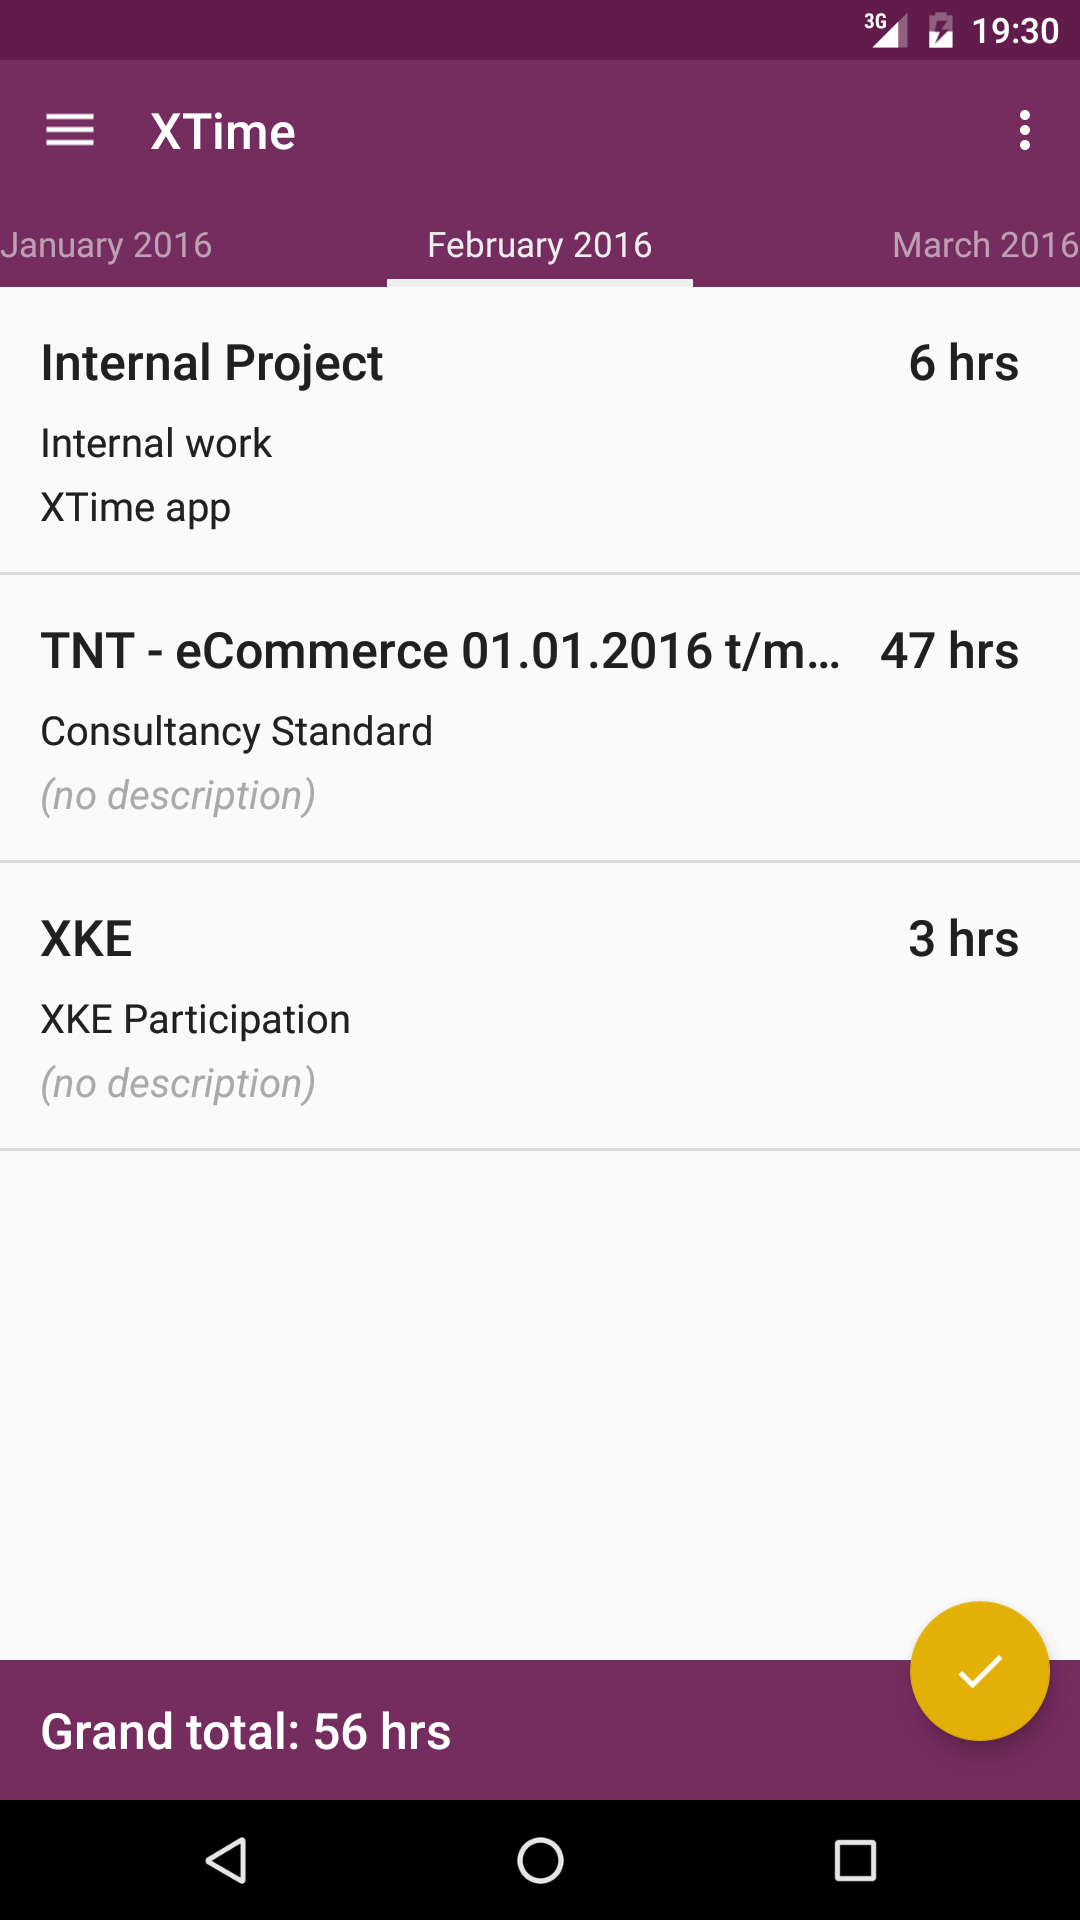 3G 19:30
XTime
January 2016 February 2016 March 2016
Internal Project 6 hrs
Internal work
XTime app
TNT - eCommerce 01.01.2016 t/m... 47 hrs
Consultancy Standard
(no description)
XKE 3 hrs
XKE Participation
(no description)
Grand total: 56 hrs